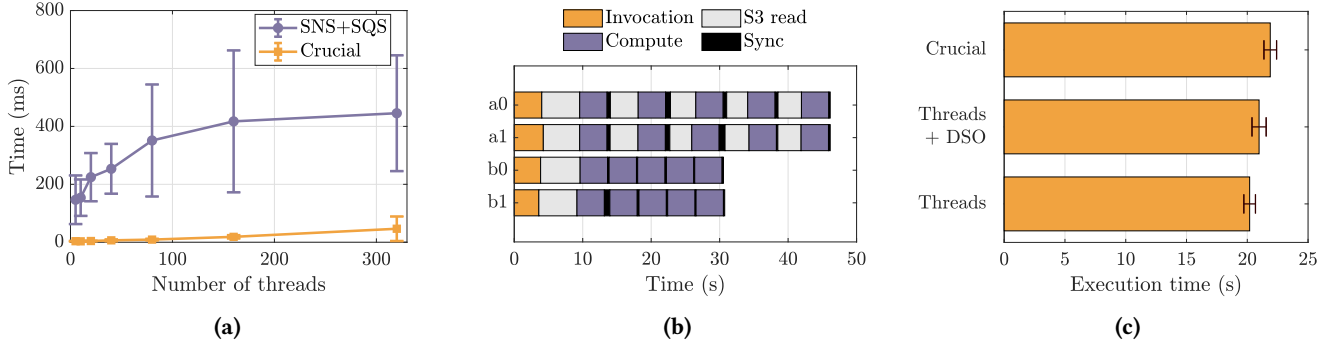 800
600
400
200
0
Time (ms)
SNS+SQS
Crucial
0
100
200
300
Number of threads
(a)
Invocation
S3 read
Compute
Sync
a0
a1
b0
b1
0
10
20
30
40
50
Time (s)
(b)
Crucial
Threads
+ DSO
Threads
0
5
10
15
20
25
Execution time (s)
(c)